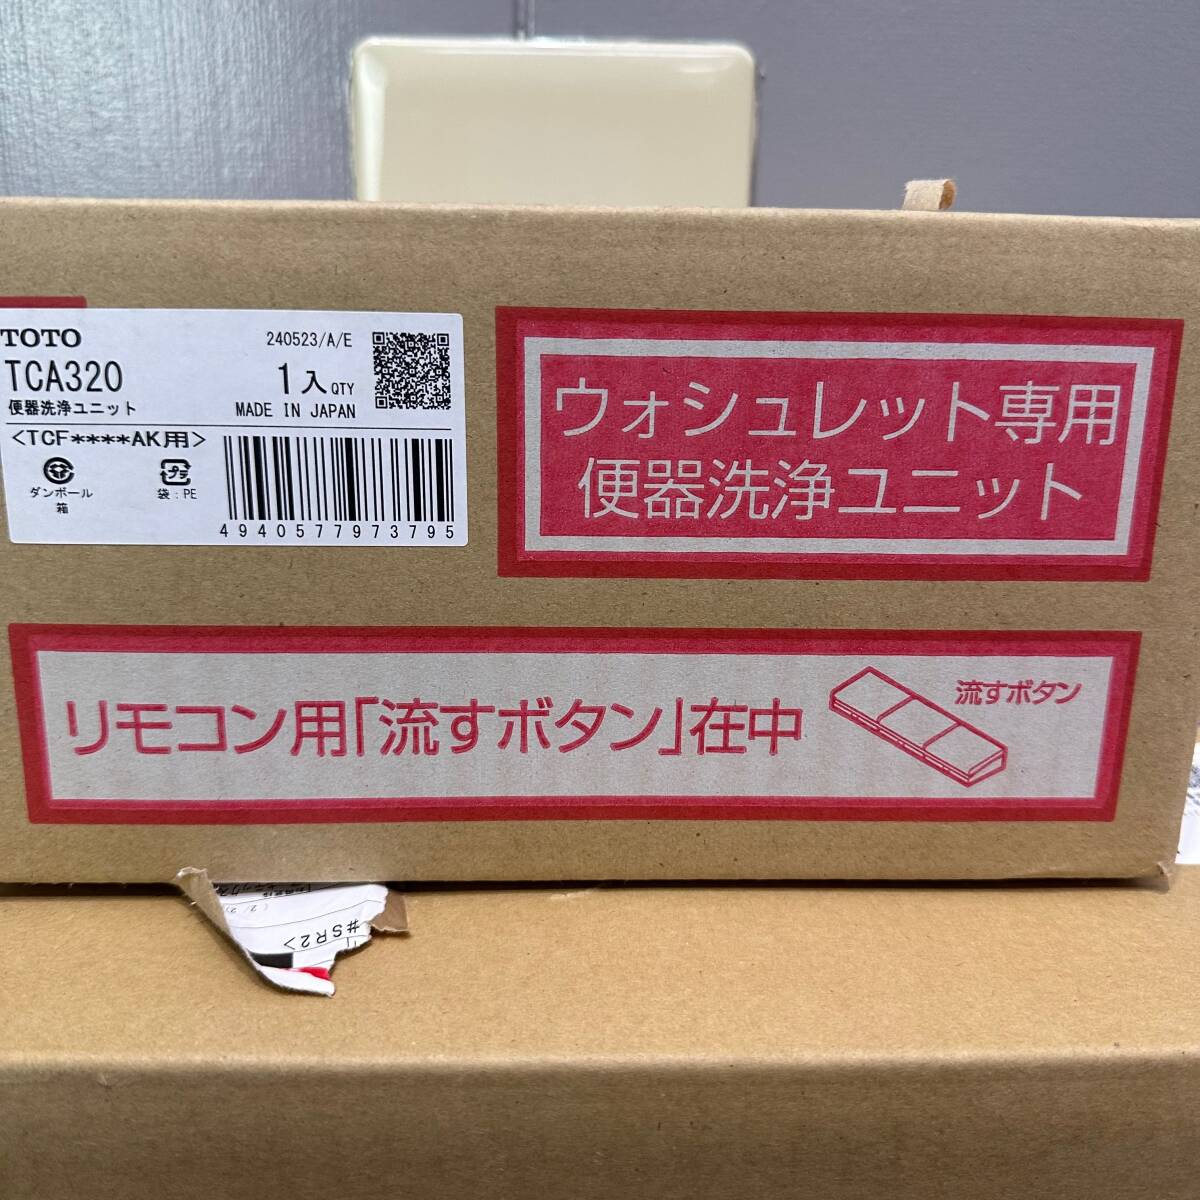 TOTO
240523/A/E
TCA320
1入 QTY
便器洗浄ユニット
MADE IN JAPAN
<TCF****AK用>
ダンボール
箱
プラ
袋:PE
4940577973795
ウォシュレット専用
便器洗浄ユニット
リモコン用「流すボタン」在中
流すボタン
#SR2>